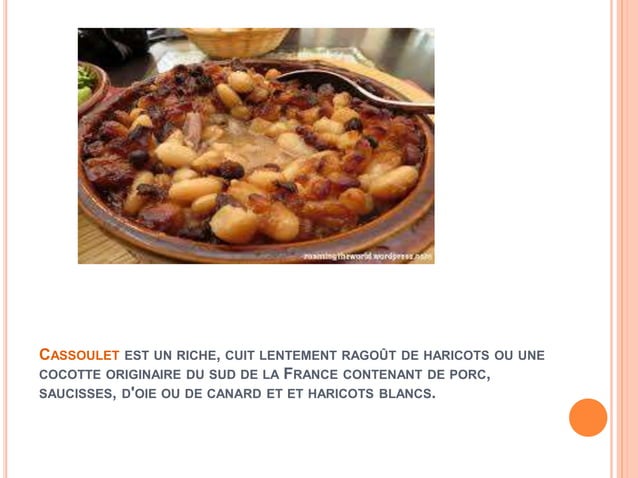 roamingtheworld.wordpress.com
Cassoulet est un riche, cuit lentement ragoût de haricots ou une
cocotte originaire du sud de la France contenant de porc,
saucisses, d'oie ou de canard et et haricots blancs.